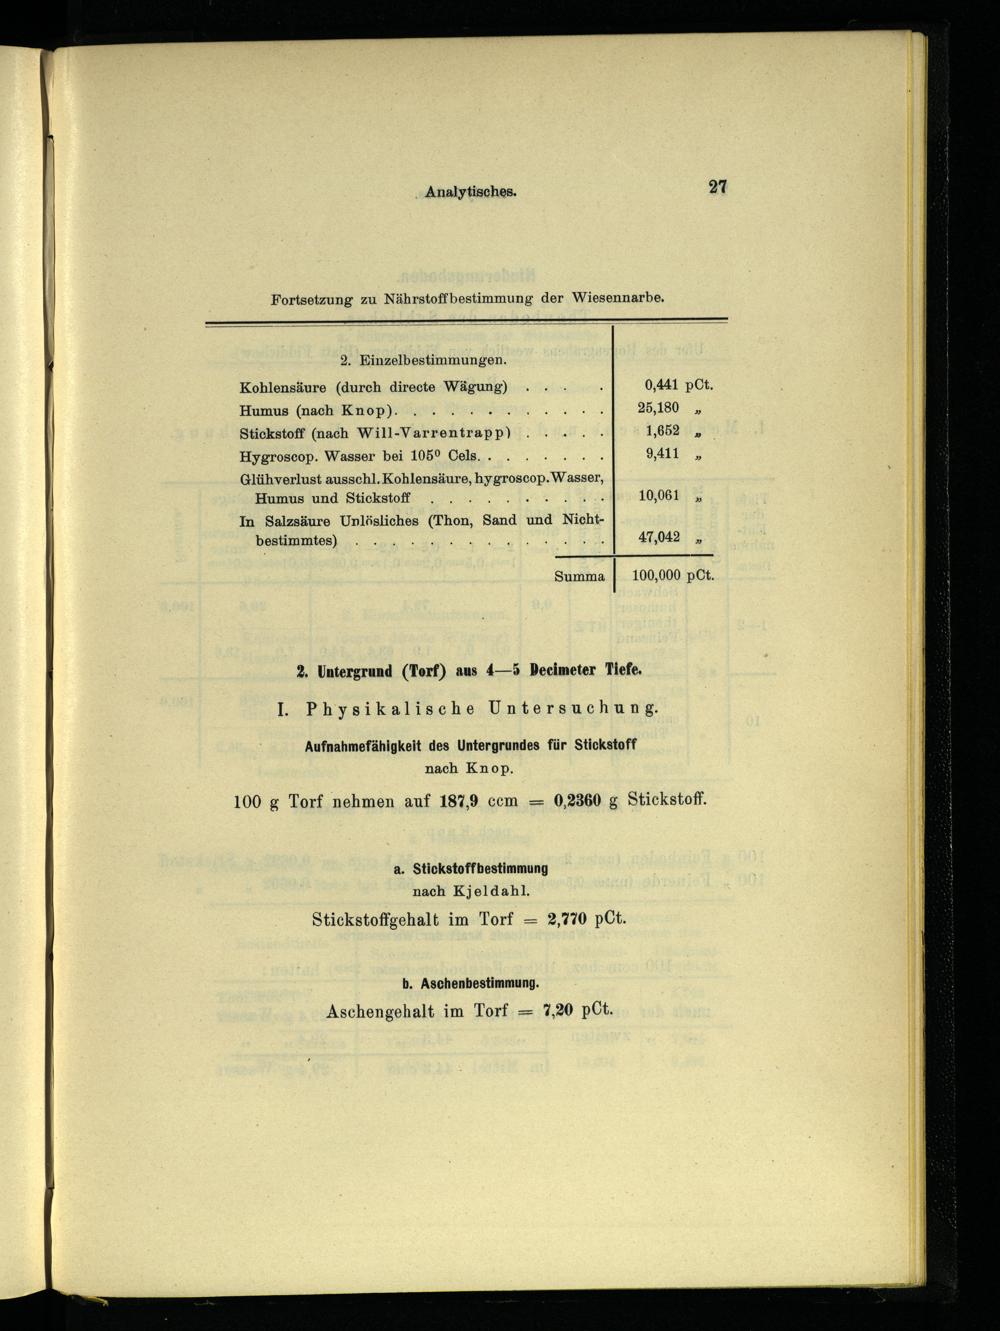 Analytisches.
27
Fortsetzung zu Nährstoffbestimmung der Wiesennarbe.
2. Einzelbestimmungen.
Kohlensäure (durch directe Wägung) . . . . 0,441 pCt.
Humus (nach Knop). . . . . . . . . . . . 25,180 „
Stickstoff (nach Will-Varrentrapp) . . . . . 1,652 „
Hygroscop. Wasser bei 105° Cels. . . . . . . . 9,411 „
Glühverlust ausschl. Kohlensäure, hygroscop. Wasser,
Humus und Stickstoff . . . . . . . . . . 10,061 „
In Salzsäure Unlösliches (Thon, Sand und Nicht-
bestimmtes) . . . . . . . . . . . . . . 47,042 „
Summa 100,000 pCt.
2. Untergrund (Torf) aus 4—5 Decimeter Tiefe.
I. Physikalische Untersuchung.
Aufnahmefähigkeit des Untergrundes für Stickstoff
nach Knop.
100 g Torf nehmen auf 187,9 ccm = 0,2360 g Stickstoff.
a. Stickstoffbestimmung
nach Kjeldahl.
Stickstoffgehalt im Torf = 2,770 pCt.
b. Aschenbestimmung.
Aschengehalt im Torf = 7,20 pCt.